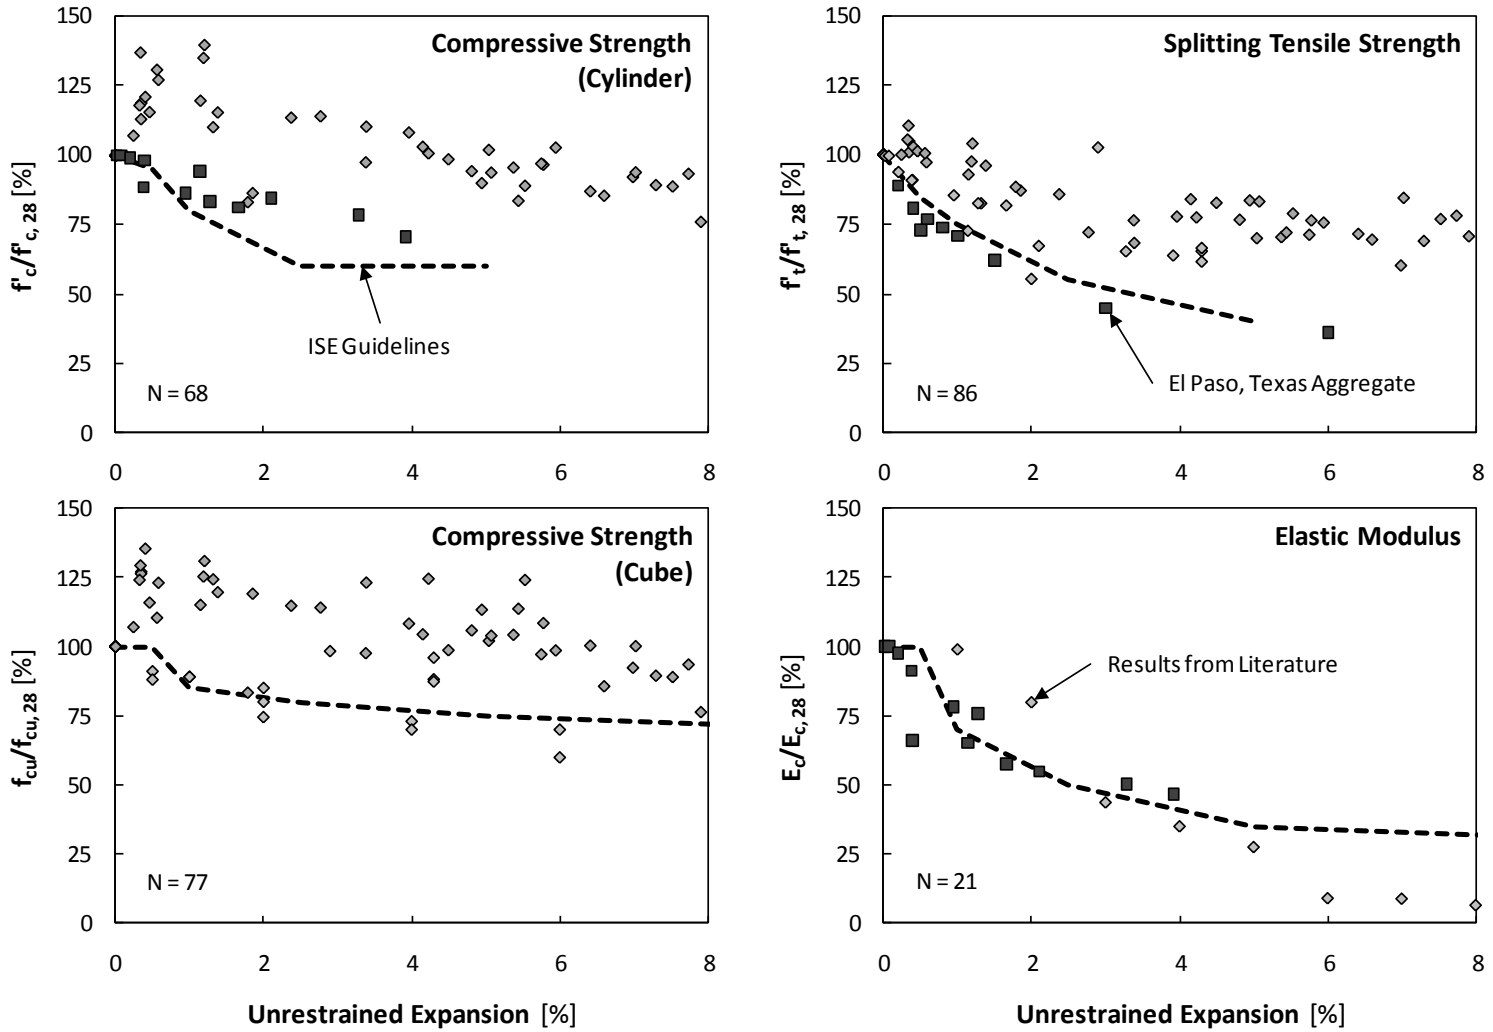 150
125
100
75
50
25
0
f'c/f'c, 28 [%]
Compressive Strength
(Cylinder)
ISE Guidelines
N = 68
0 2 4 6 8
150
125
100
75
50
25
0
f't/f't, 28 [%]
Splitting Tensile Strength
El Paso, Texas Aggregate
N = 86
0 2 4 6 8
150
125
100
75
50
25
0
fcu/fcu, 28 [%]
Compressive Strength
(Cube)
N = 77
0 2 4 6 8
Unrestrained Expansion [%]
150
125
100
75
50
25
0
Ec/Ec, 28 [%]
Elastic Modulus
Results from Literature
N = 21
0 2 4 6 8
Unrestrained Expansion [%]